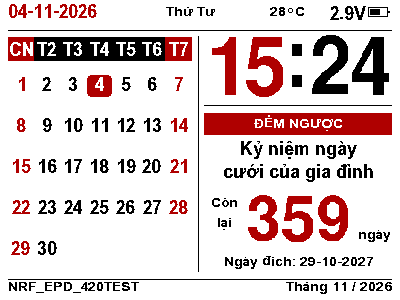 04-11-2026 Thứ Tư 28°C 2.9V
CN T2 T3 T4 T5 T6 T7
1 2 3 4 5 6 7
8 9 10 11 12 13 14
15 16 17 18 19 20 21
22 23 24 25 26 27 28
29 30
15:24
ĐẾM NGƯỢC
Kỷ niệm ngày
cưới của gia đình
Còn lại 359 ngày
Ngày đích: 29-10-2027
NRF_EPD_420TEST Tháng 11 / 2026